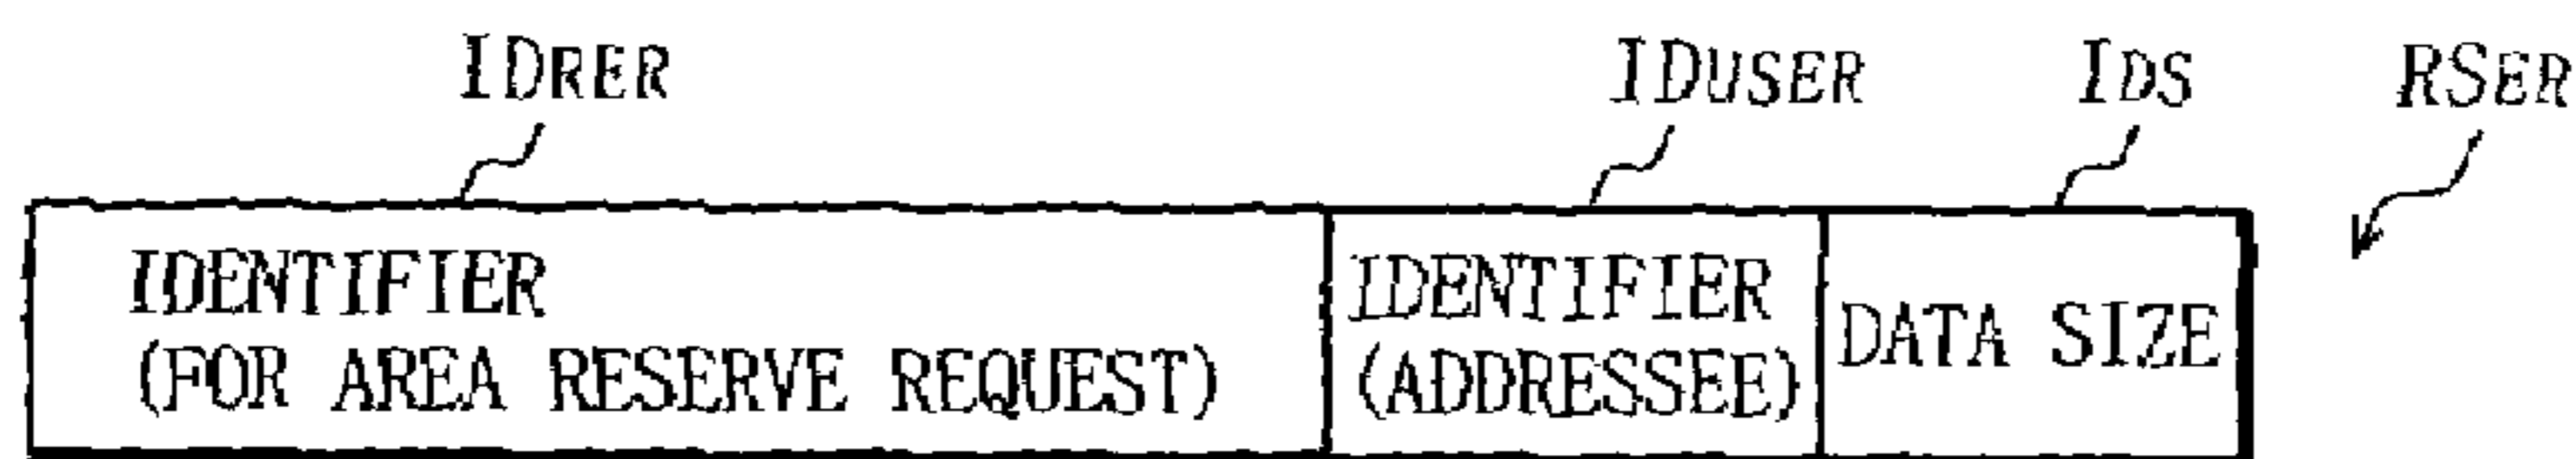 IDRER IDUSER IDS RSER
IDENTIFIER
(FOR AREA RESERVE REQUEST)
IDENTIFIER
(ADDRESSEE)
DATA SIZE